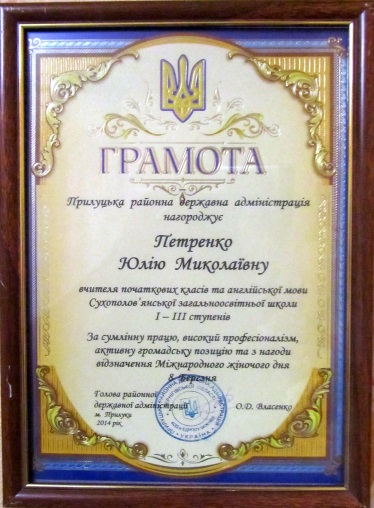 ГРАМОТА
Прилуцька районна державна адміністрація
нагороджує
Петренко
Юлію Миколаївну
вчителя початкових класів та англійської мови
Сухополов'янської загальноосвітньої школи
І – ІІІ ступенів
За сумлінну працю, високий професіоналізм,
активну громадську позицію та з нагоди
відзначення Міжнародного жіночого дня
8 Березня
Голова районної
державної адміністрації
О.Д. Власенко
м. Прилуки
2014 рік
УКРАЇНА